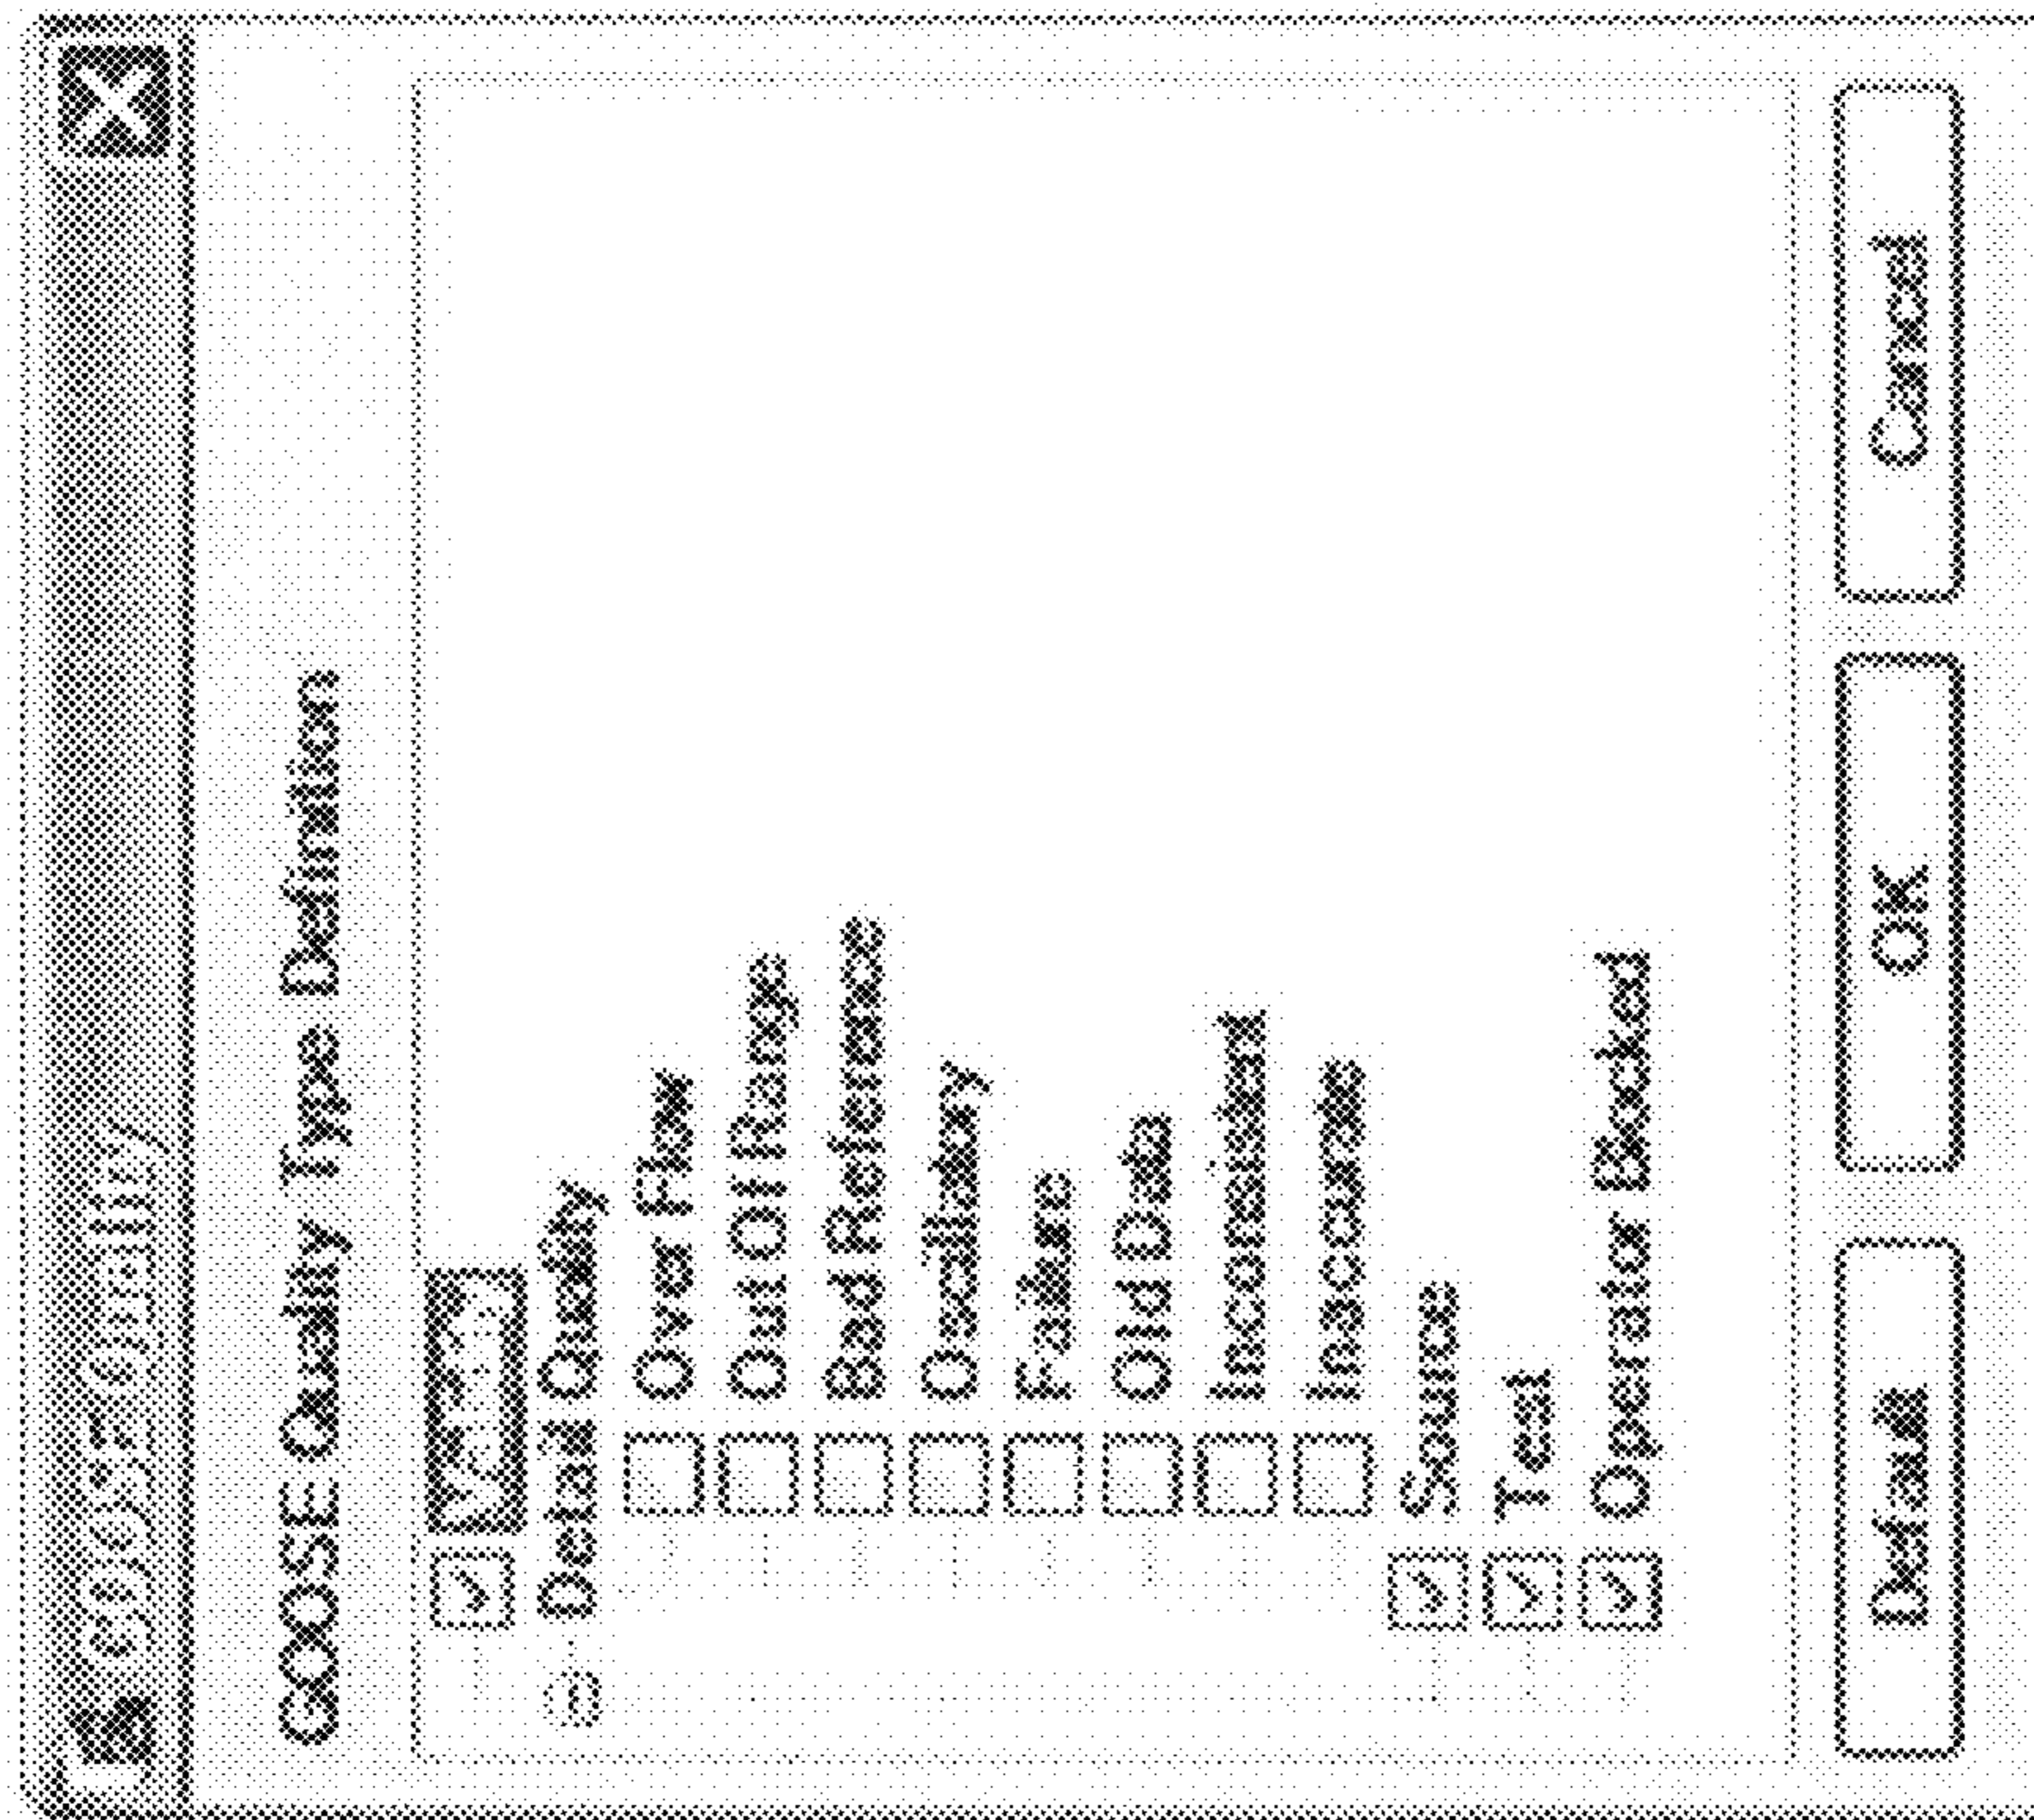 GOOSE Quality
GOOSE Quality Type Definition
Validity
Detail Quality
Over Flow
Out Of Range
Bad Reference
Oscillatory
Failure
Old Data
Inconsistent
Inaccurate
Source
Test
Operator Blocked
Default
OK
Cancel